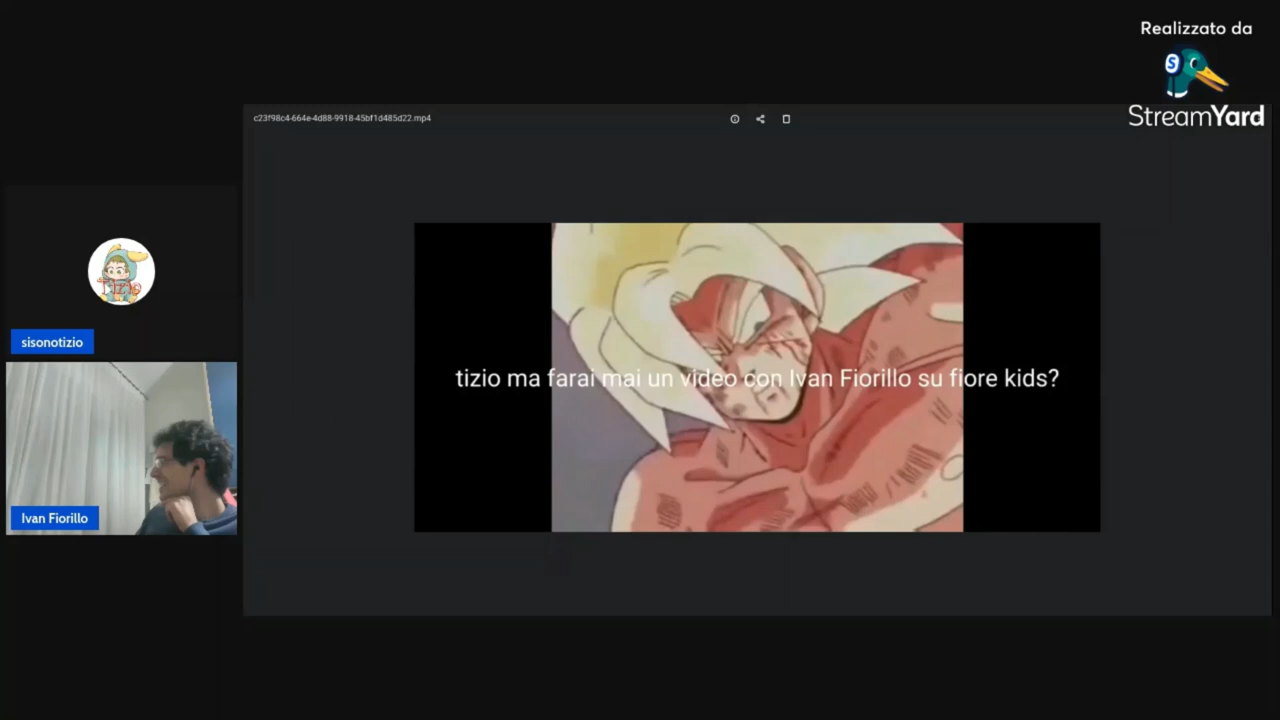 Realizzato da
S
StreamYard
c23f98c4-664e-4d88-9918-45bf1d485d22.mp4
Tizio
sisonotizio
tizio ma farai mai un video con Ivan Fiorillo su fiore kids?
Ivan Fiorillo